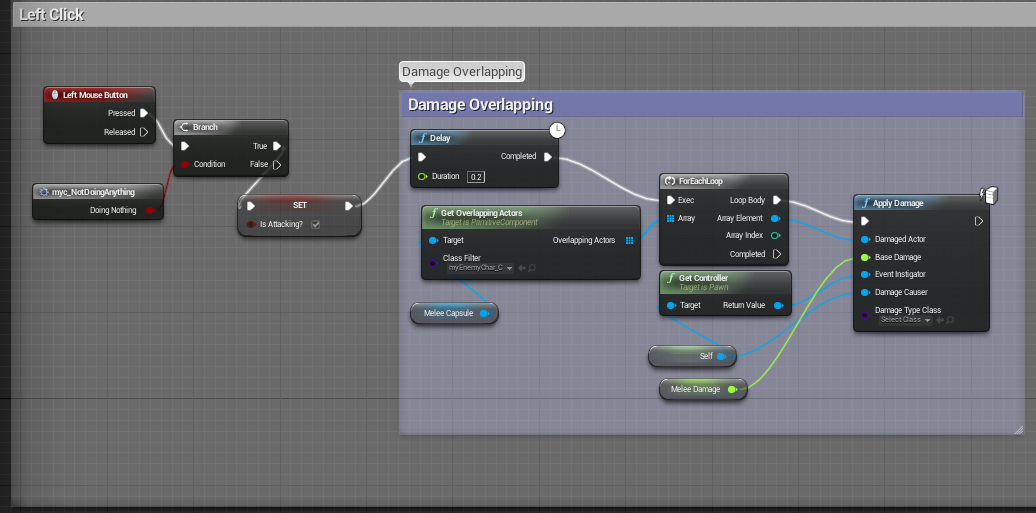 Left Click
Damage Overlapping
Damage Overlapping
Left Mouse Button
Pressed
Released
Branch
True
Condition
False
myc_NotDoingAnything
Doing Nothing
SET
Is Attacking?
Delay
Completed
Duration
0.2
Get Overlapping Actors
Target is PrimitiveComponent
Target
Overlapping Actors
Class Filter
myEnemyChar_C
Melee Capsule
ForEachLoop
Exec
Loop Body
Array
Array Element
Array Index
Completed
Get Controller
Target is Pawn
Target
Return Value
Self
Melee Damage
Apply Damage
Damaged Actor
Base Damage
Event Instigator
Damage Causer
Damage Type Class
Select Class